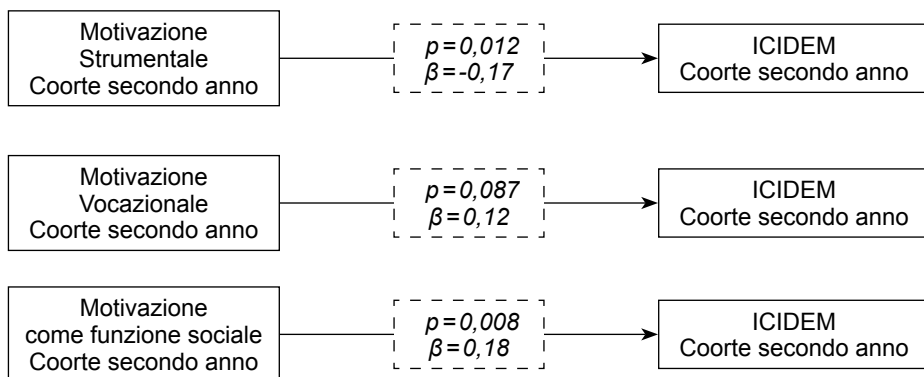 Motivazione
Strumentale
Coorte secondo anno
p=0,012
β=-0,17
ICIDEM
Coorte secondo anno
Motivazione
Vocazionale
Coorte secondo anno
p=0,087
β=0,12
ICIDEM
Coorte secondo anno
Motivazione
come funzione sociale
Coorte secondo anno
p=0,008
β=0,18
ICIDEM
Coorte secondo anno